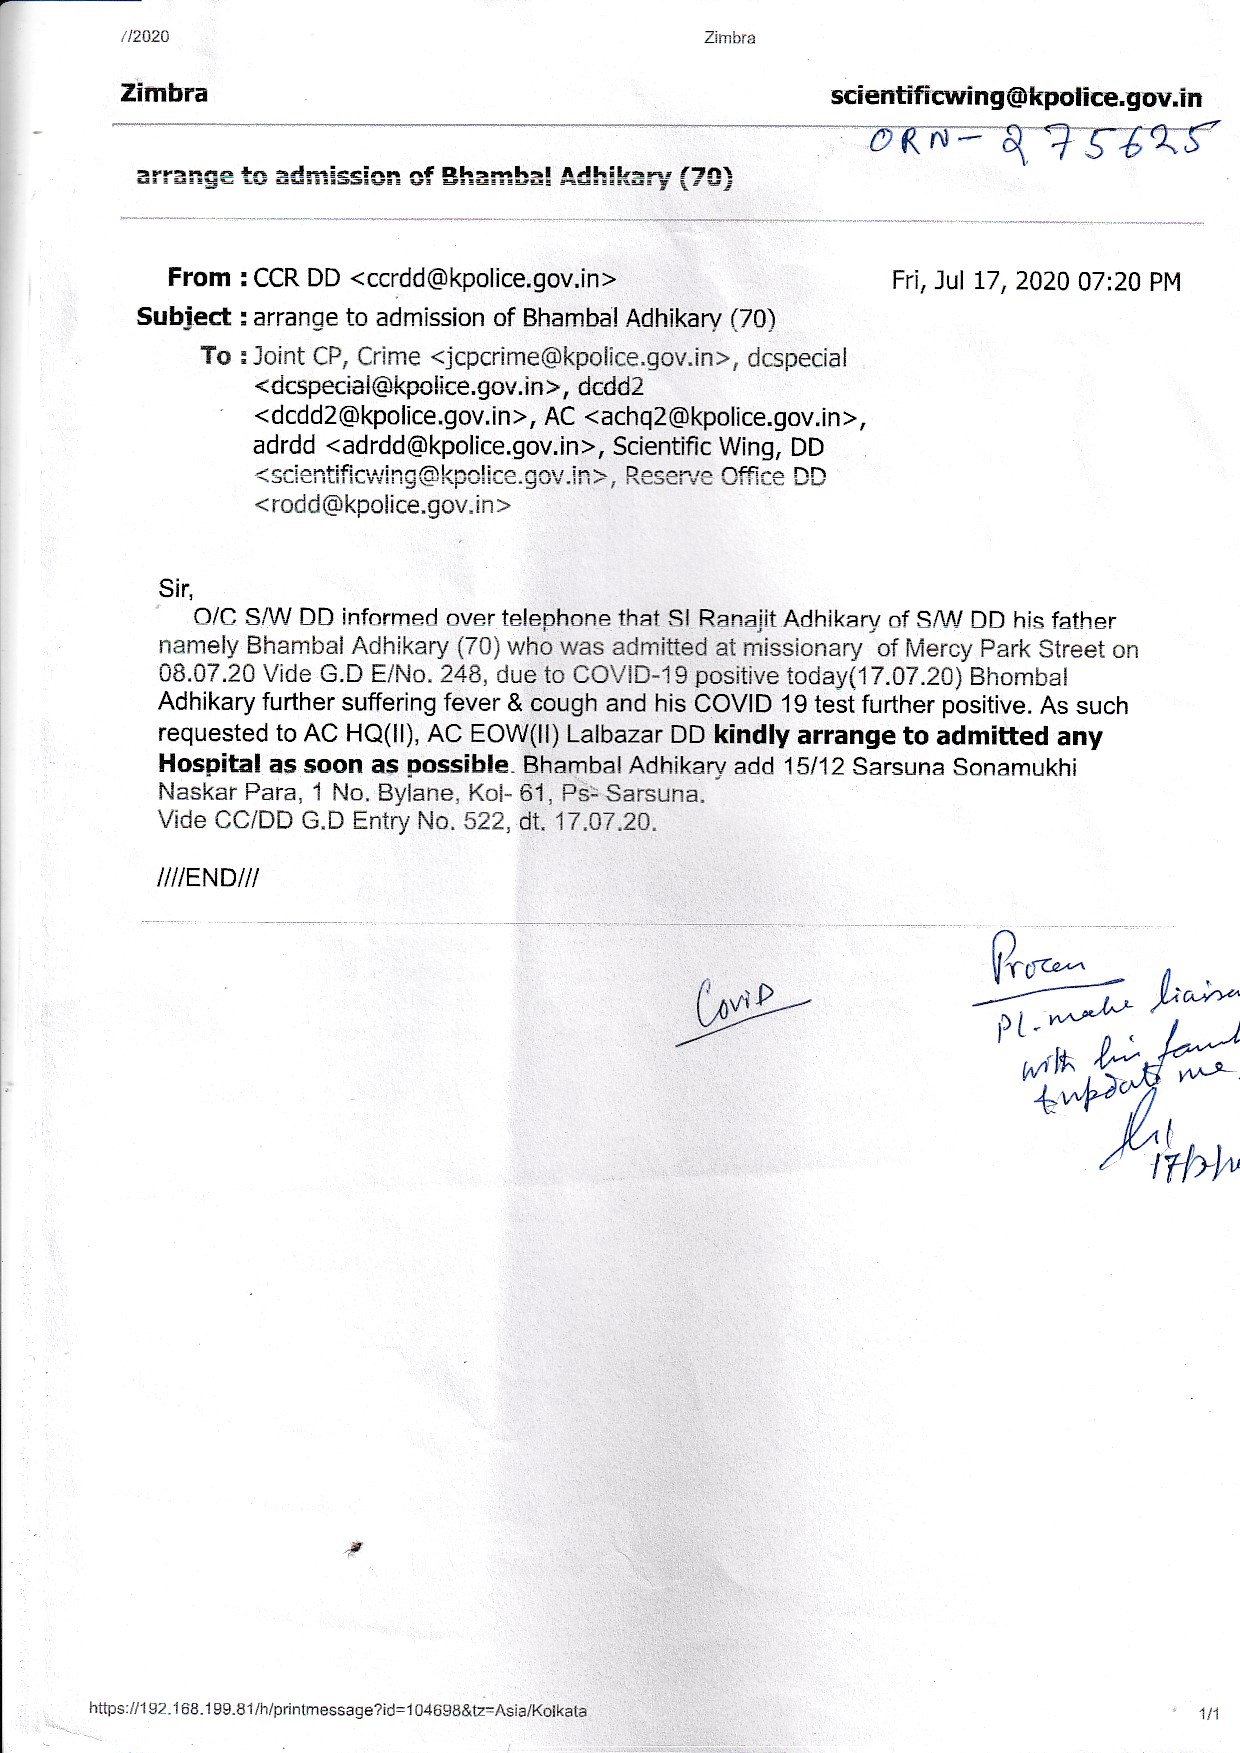 //2020
Zimbra
Zimbra
scientificwing@kpolice.gov.in
ORN- 275625
arrange to admission of Bhambal Adhikary (70)
From : CCR DD <ccrdd@kpolice.gov.in>
Fri, Jul 17, 2020 07:20 PM
Subject : arrange to admission of Bhambal Adhikary (70)
To : Joint CP, Crime <jcpcrime@kpolice.gov.in>, dcspecial
<dcspecial@kpolice.gov.in>, dcdd2
<dcdd2@kpolice.gov.in>, AC <achq2@kpolice.gov.in>,
adrdd <adrdd@kpolice.gov.in>, Scientific Wing, DD
<scientificwing@kpolice.gov.in>, Reserve Office DD
<rodd@kpolice.gov.in>
Sir,
O/C S/W DD informed over telephone that SI Ranajit Adhikary of S/W DD his father
namely Bhambal Adhikary (70) who was admitted at missionary of Mercy Park Street on
08.07.20 Vide G.D E/No. 248, due to COVID-19 positive today(17.07.20) Bhombal
Adhikary further suffering fever & cough and his COVID 19 test further positive. As such
requested to AC HQ(II), AC EOW(II) Lalbazar DD kindly arrange to admitted any
Hospital as soon as possible. Bhambal Adhikary add 15/12 Sarsuna Sonamukhi
Naskar Para, 1 No. Bylane, Kol- 61, Ps- Sarsuna.
Vide CC/DD G.D Entry No. 522, dt. 17.07.20.
////END///
Covid
Pl. make
with his
update me
https://192.168.199.81/h/printmessage?id=104698&tz=Asia/Kolkata
1/1